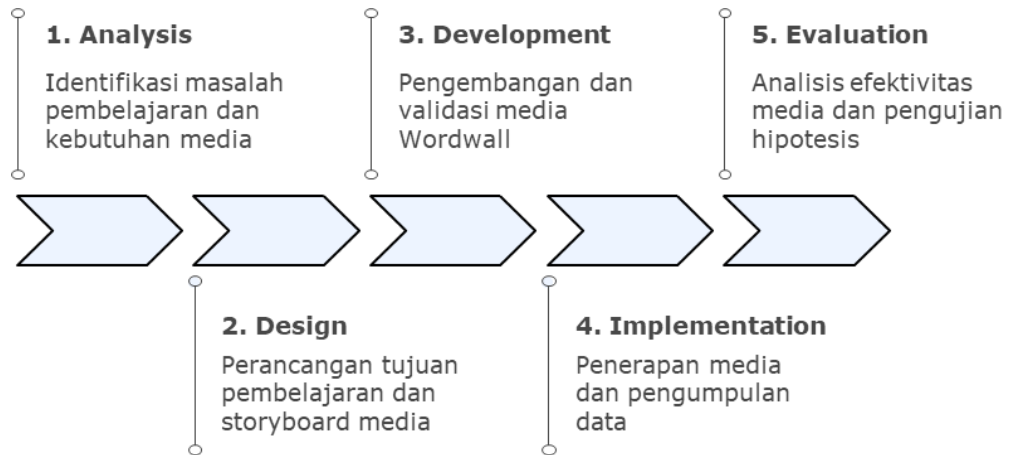 1. Analysis
Identifikasi masalah
pembelajaran dan
kebutuhan media
2. Design
Perancangan tujuan
pembelajaran dan
storyboard media
3. Development
Pengembangan dan
validasi media
Wordwall
4. Implementation
Penerapan media
dan pengumpulan
data
5. Evaluation
Analisis efektivitas
media dan pengujian
hipotesis